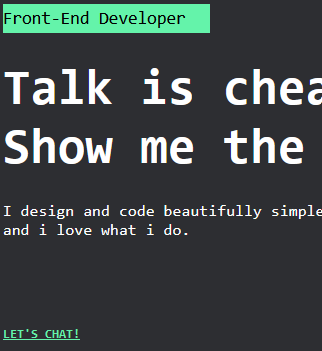 Front-End Developer
Talk is chea
Show me the
I design and code beautifully simple
and i love what i do.
LET'S CHAT!